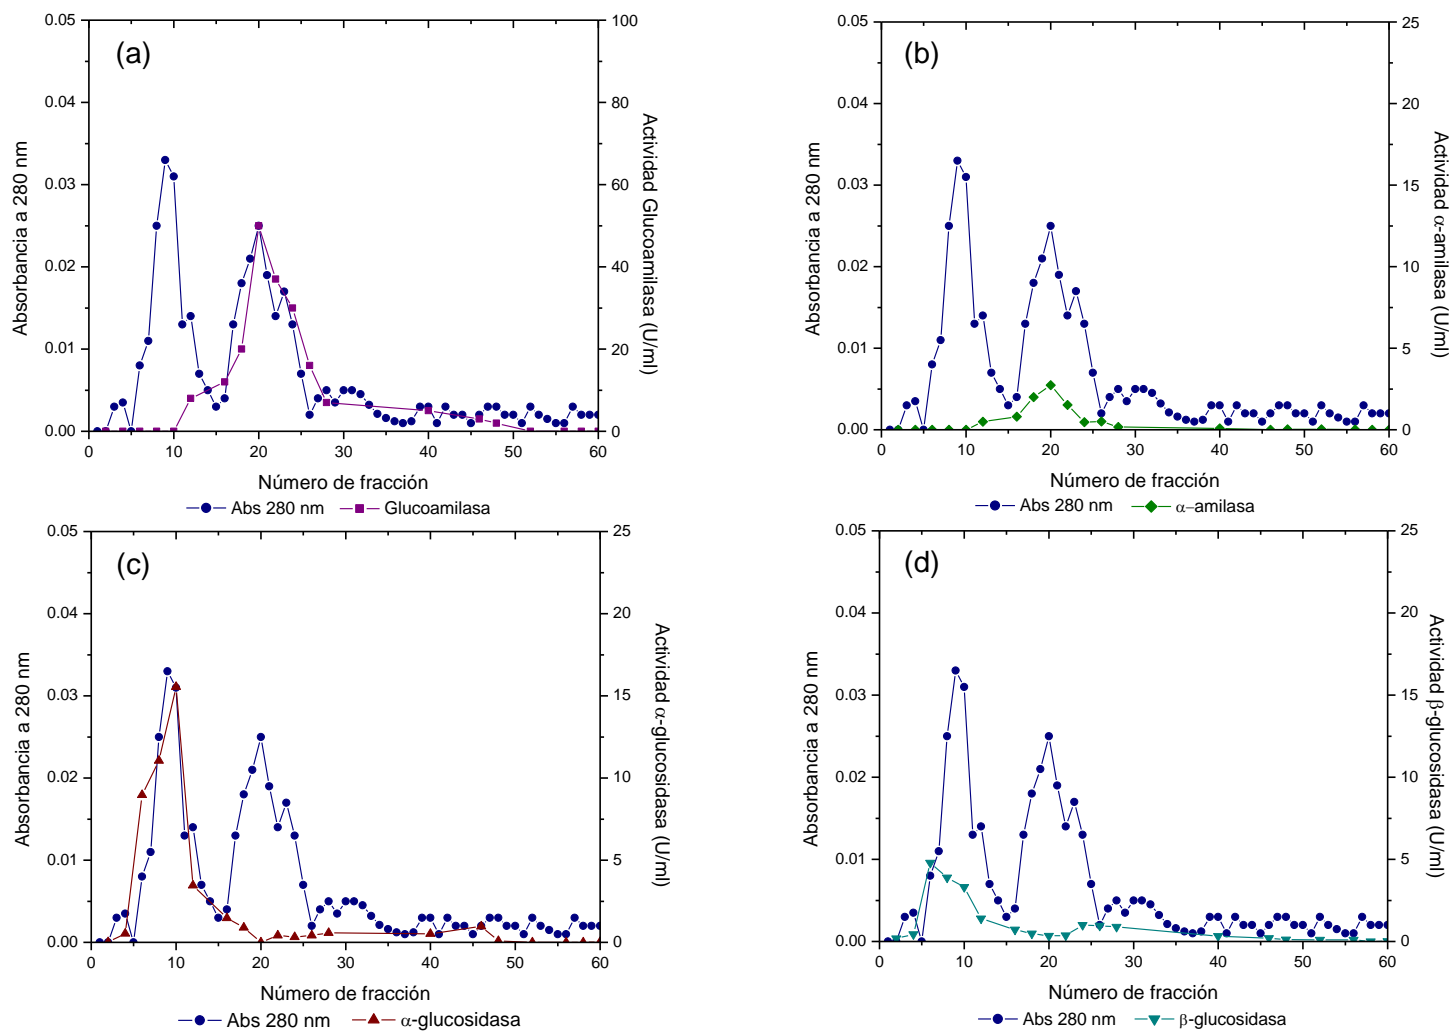 (a)
0.05
0.04
0.03
0.02
0.01
0.00
Absorbancia a 280 nm
100
80
60
40
20
0
Actividad Glucoamilasa (U/ml)
0 10 20 30 40 50 60
Número de fracción
Abs 280 nm Glucoamilasa
(b)
0.05
0.04
0.03
0.02
0.01
0.00
Absorbancia a 280 nm
25
20
15
10
5
0
Actividad α-amilasa (U/ml)
0 10 20 30 40 50 60
Número de fracción
Abs 280 nm α−amilasa
(c)
0.05
0.04
0.03
0.02
0.01
0.00
Absorbancia a 280 nm
25
20
15
10
5
0
Actividad α-glucosidasa (U/ml)
0 10 20 30 40 50 60
Número de fracción
Abs 280 nm α-glucosidasa
(d)
0.05
0.04
0.03
0.02
0.01
0.00
Absorbancia a 280 nm
25
20
15
10
5
0
Actividad β-glucosidasa (U/ml)
0 10 20 30 40 50 60
Número de fracción
Abs 280 nm β-glucosidasa